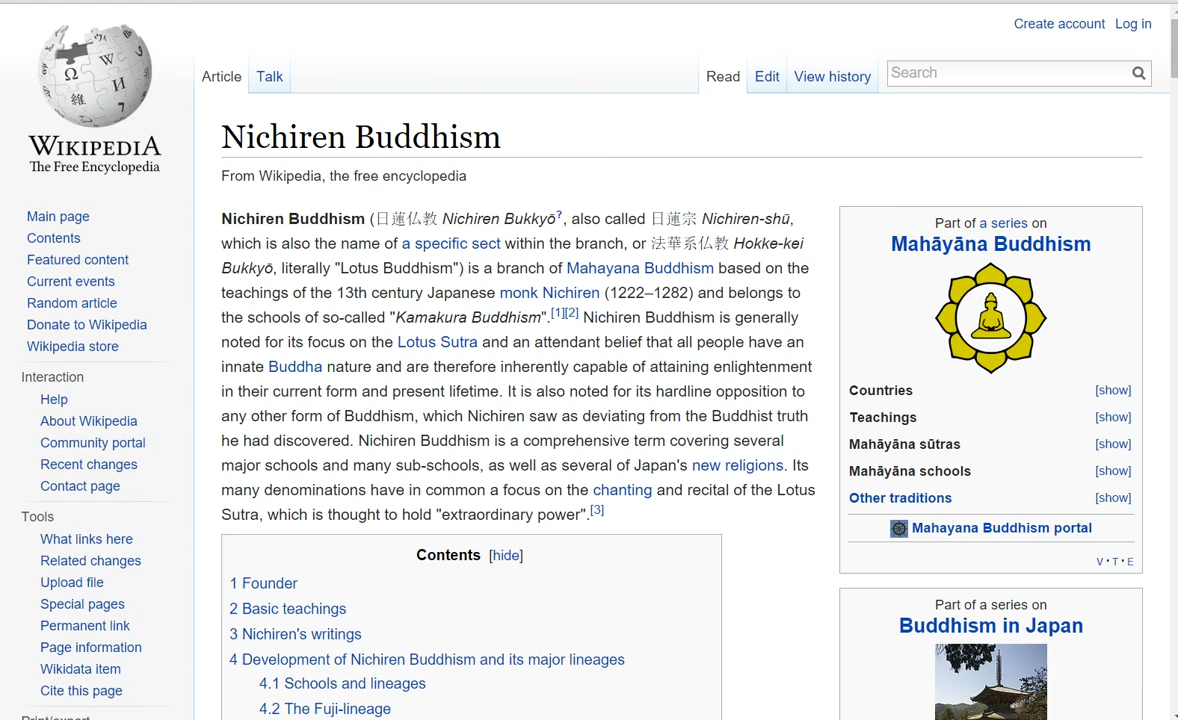 Create account Log in
Article Talk Read Edit View history Search
WIKIPEDIA
The Free Encyclopedia
Main page
Contents
Featured content
Current events
Random article
Donate to Wikipedia
Wikipedia store
Interaction
Help
About Wikipedia
Community portal
Recent changes
Contact page
Tools
What links here
Related changes
Upload file
Special pages
Permanent link
Page information
Wikidata item
Cite this page
Print/export
Nichiren Buddhism
From Wikipedia, the free encyclopedia
Nichiren Buddhism (日蓮仏教 Nichiren Bukkyō?, also called 日蓮宗 Nichiren-shū,
which is also the name of a specific sect within the branch, or 法華系仏教 Hokke-kei
Bukkyō, literally "Lotus Buddhism") is a branch of Mahayana Buddhism based on the
teachings of the 13th century Japanese monk Nichiren (1222–1282) and belongs to
the schools of so-called "Kamakura Buddhism".[1][2] Nichiren Buddhism is generally
noted for its focus on the Lotus Sutra and an attendant belief that all people have an
innate Buddha nature and are therefore inherently capable of attaining enlightenment
in their current form and present lifetime. It is also noted for its hardline opposition to
any other form of Buddhism, which Nichiren saw as deviating from the Buddhist truth
he had discovered. Nichiren Buddhism is a comprehensive term covering several
major schools and many sub-schools, as well as several of Japan's new religions. Its
many denominations have in common a focus on the chanting and recital of the Lotus
Sutra, which is thought to hold "extraordinary power".[3]
Contents [hide]
1 Founder
2 Basic teachings
3 Nichiren's writings
4 Development of Nichiren Buddhism and its major lineages
4.1 Schools and lineages
4.2 The Fuji-lineage
Part of a series on
Mahāyāna Buddhism
Countries [show]
Teachings [show]
Mahāyāna sūtras [show]
Mahāyāna schools [show]
Other traditions [show]
Mahayana Buddhism portal
V · T · E
Part of a series on
Buddhism in Japan